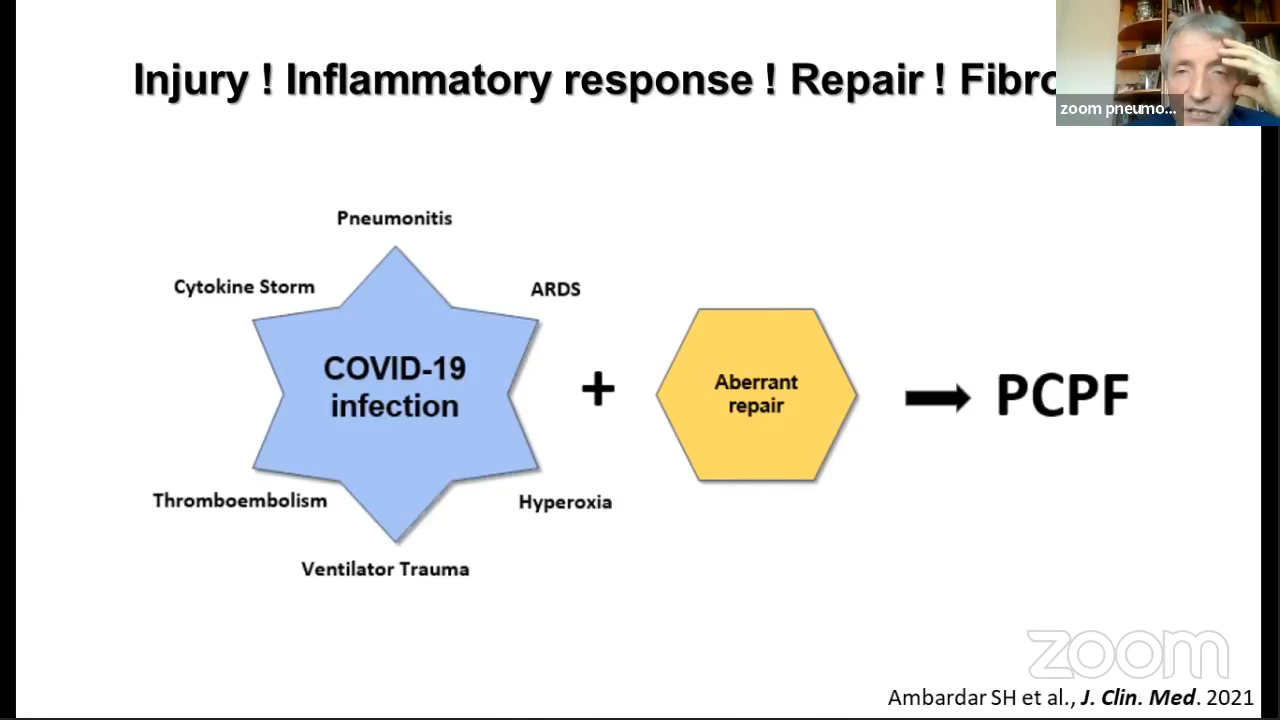 Injury ! Inflammatory response ! Repair ! Fibro
zoom pneumo...
Pneumonitis
Cytokine Storm
ARDS
COVID-19
infection
+
Aberrant
repair
PCPF
Thromboembolism
Hyperoxia
Ventilator Trauma
zoom
Ambardar SH et al., J. Clin. Med. 2021